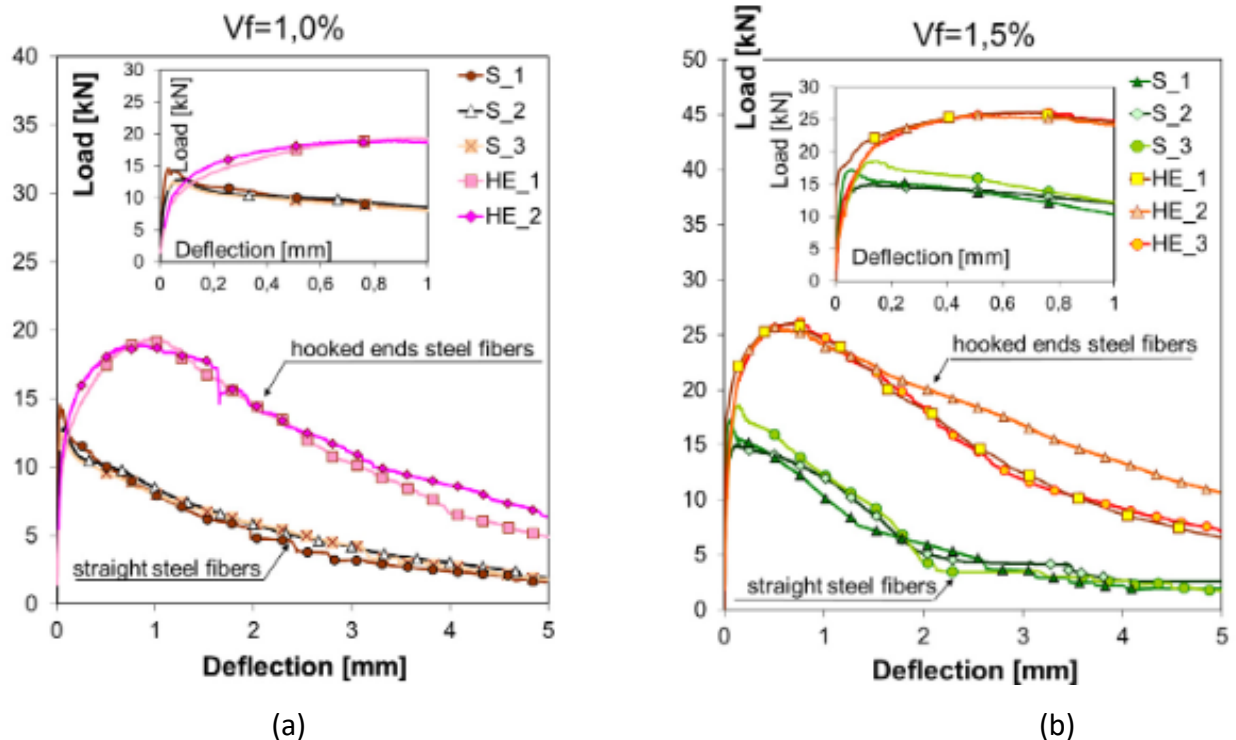 Vf=1,0%
Load [kN]
40
35
30
25
20
15
10
5
0
0 1 2 3 4 5
Deflection [mm]
Load [kN]
30
25
20
15
10
5
0
0 0,2 0,4 0,6 0,8 1
Deflection [mm]
S_1
S_2
S_3
HE_1
HE_2
hooked ends steel fibers
straight steel fibers
(a)
Vf=1,5%
Load [kN]
50
45
40
35
30
25
20
15
10
5
0
0 1 2 3 4 5
Deflection [mm]
Load [kN]
30
25
20
15
10
5
0
0 0,2 0,4 0,6 0,8 1
Deflection [mm]
S_1
S_2
S_3
HE_1
HE_2
HE_3
hooked ends steel fibers
straight steel fibers
(b)